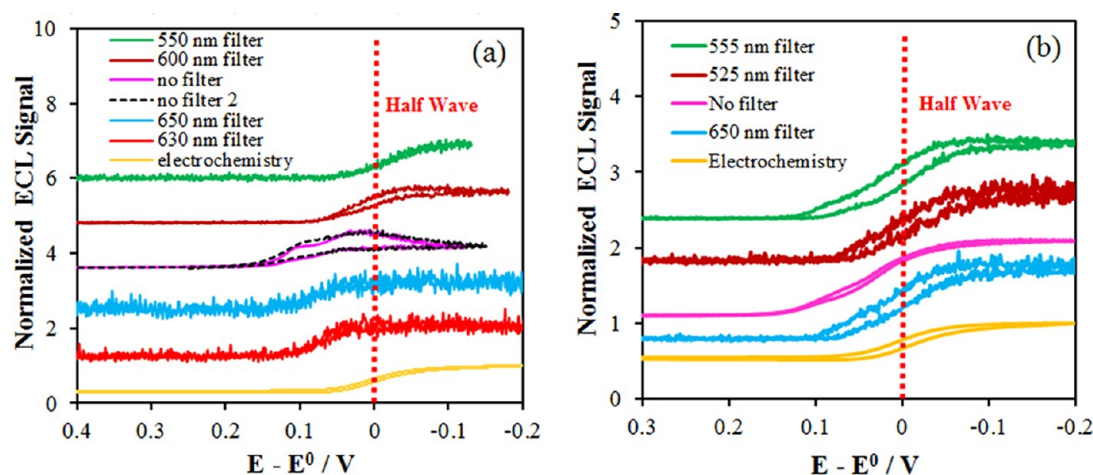 10
8
6
4
2
0
Normalized ECL Signal
550 nm filter
600 nm filter
no filter
no filter 2
650 nm filter
630 nm filter
electrochemistry
(a)
Half Wave
0.4
0.3
0.2
0.1
0
-0.1
-0.2
E - E⁰ / V
5
4
3
2
1
0
Normalized ECL Signal
555 nm filter
525 nm filter
No filter
650 nm filter
Electrochemistry
(b)
Half Wave
0.3
0.2
0.1
0
-0.1
-0.2
E - E⁰ / V